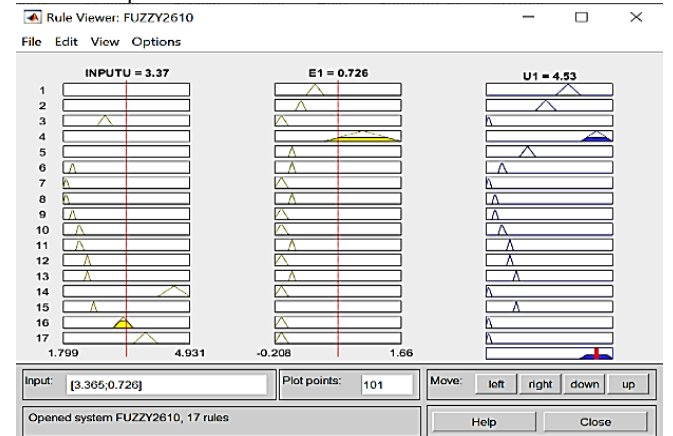 Rule Viewer: FUZZY2610
File Edit View Options
INPUTU = 3.37 E1 = 0.726 U1 = 4.53
1
2
3
4
5
6
7
8
9
10
11
12
13
14
15
16
17
1.799 4.931 -0.208 1.66
Input: [3.365;0.726] Plot points: 101 Move: left right down up
Opened system FUZZY2610, 17 rules Help Close